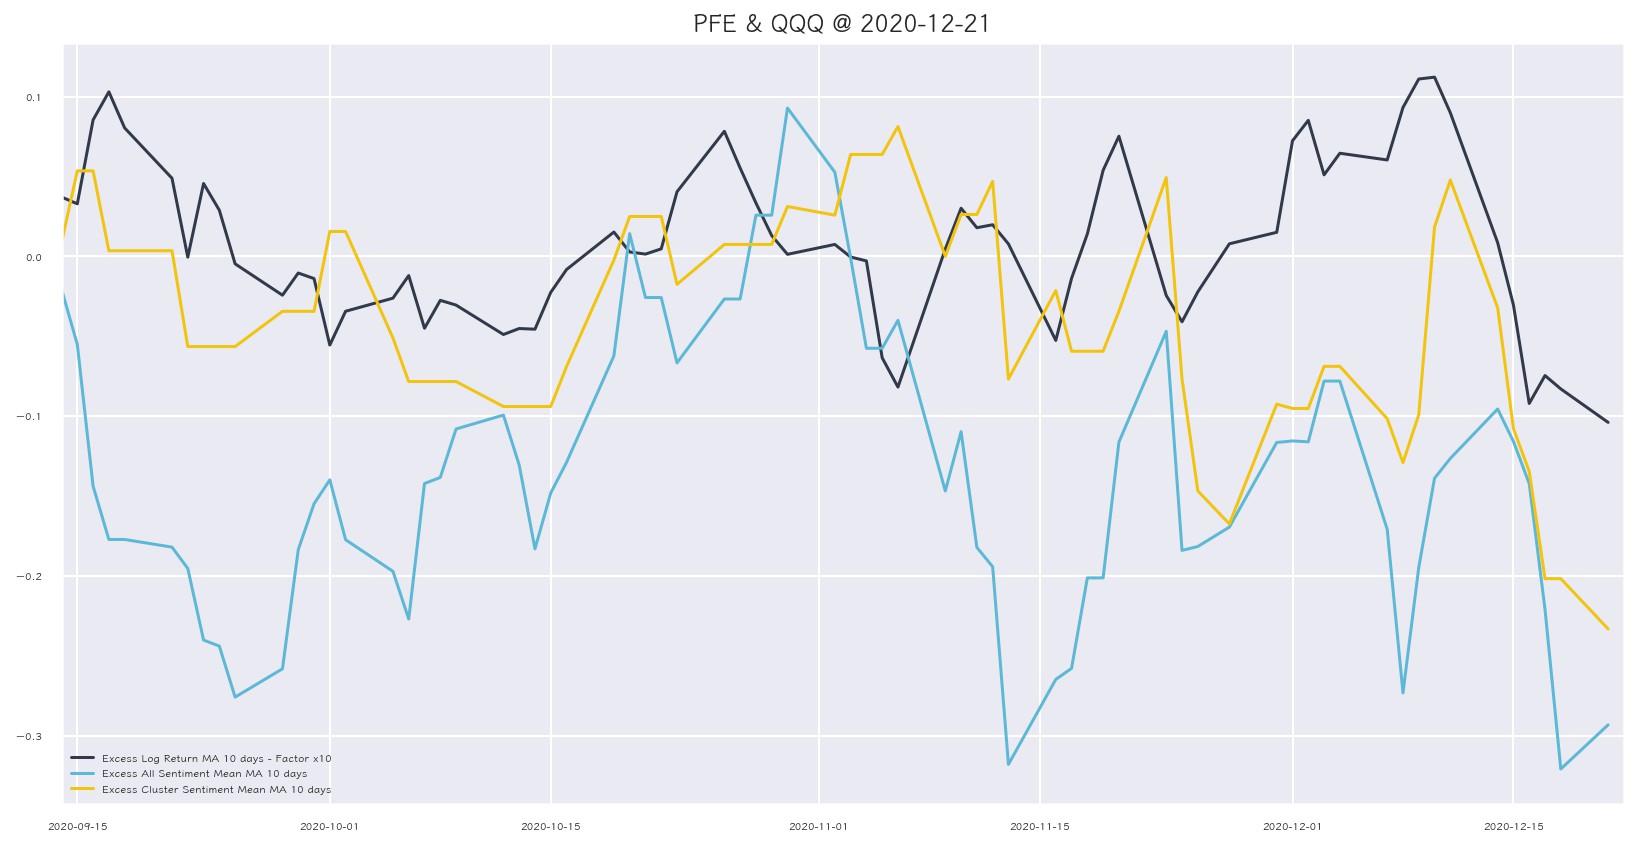 PFE & QQQ @ 2020-12-21
0.1
0.0
−0.1
−0.2
−0.3
Excess Log Return MA 10 days - Factor x10
Excess All Sentiment Mean MA 10 days
Excess Cluster Sentiment Mean MA 10 days
2020-09-15 2020-10-01 2020-10-15 2020-11-01 2020-11-15 2020-12-01 2020-12-15